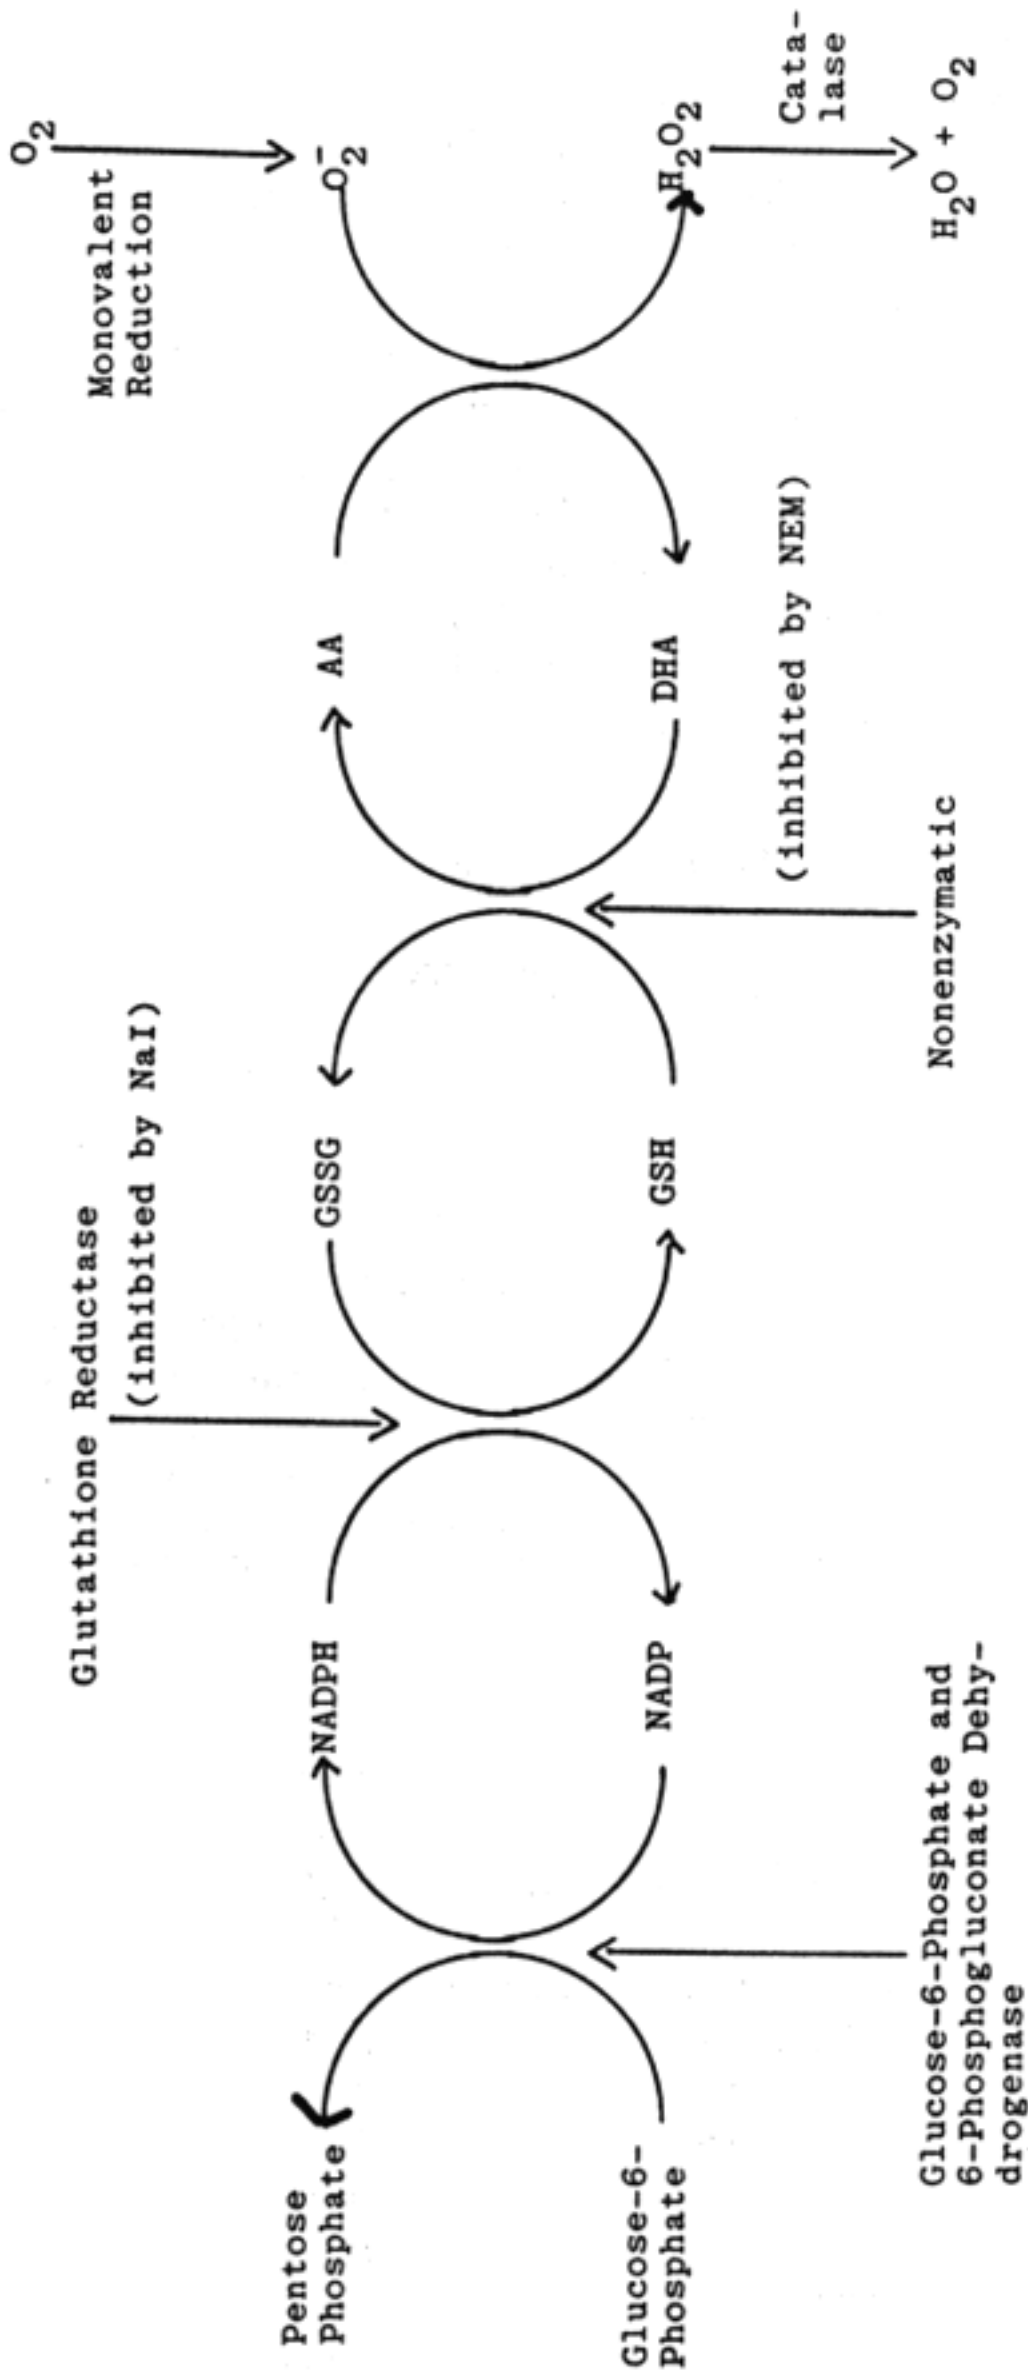 Glutathione Reductase
(inhibited by NaI)
Monovalent
Reduction
O2
Pentose
Phosphate
NADPH
GSSG
AA
O2-
Glucose-6-
Phosphate
NADP
GSH
DHA
H2O2
(inhibited by NEM)
Cata-
lase
Glucose-6-Phosphate and
6-Phosphogluconate Dehy-
drogenase
Nonenzymatic
H2O + O2